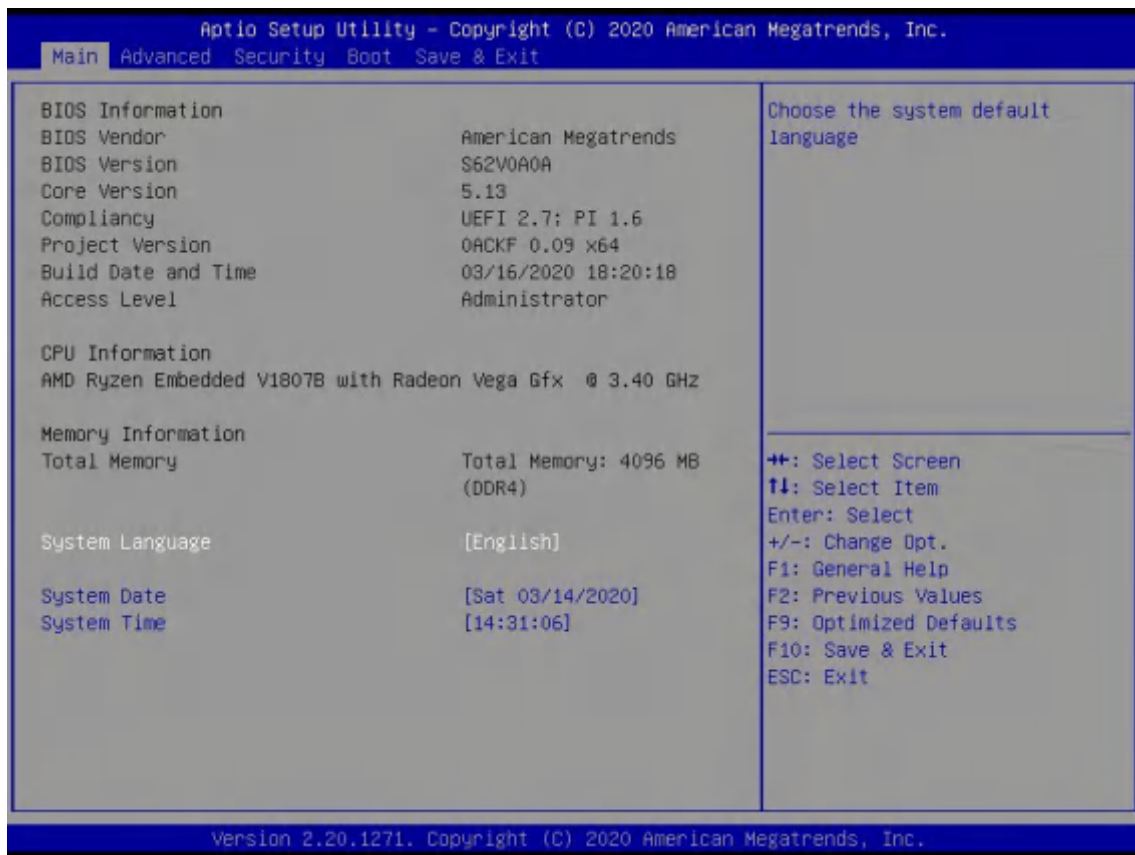 Aptio Setup Utility – Copyright (C) 2020 American Megatrends, Inc.
Main Advanced Security Boot Save & Exit
BIOS Information
BIOS Vendor American Megatrends
BIOS Version S62V0A0A
Core Version 5.13
Compliancy UEFI 2.7; PI 1.6
Project Version 0ACKF 0.09 x64
Build Date and Time 03/16/2020 18:20:18
Access Level Administrator
CPU Information
AMD Ryzen Embedded V1807B with Radeon Vega Gfx @ 3.40 GHz
Memory Information
Total Memory Total Memory: 4096 MB
(DDR4)
System Language [English]
System Date [Sat 03/14/2020]
System Time [14:31:06]
Choose the system default
language
→←: Select Screen
↑↓: Select Item
Enter: Select
+/-: Change Opt.
F1: General Help
F2: Previous Values
F9: Optimized Defaults
F10: Save & Exit
ESC: Exit
Version 2.20.1271. Copyright (C) 2020 American Megatrends, Inc.